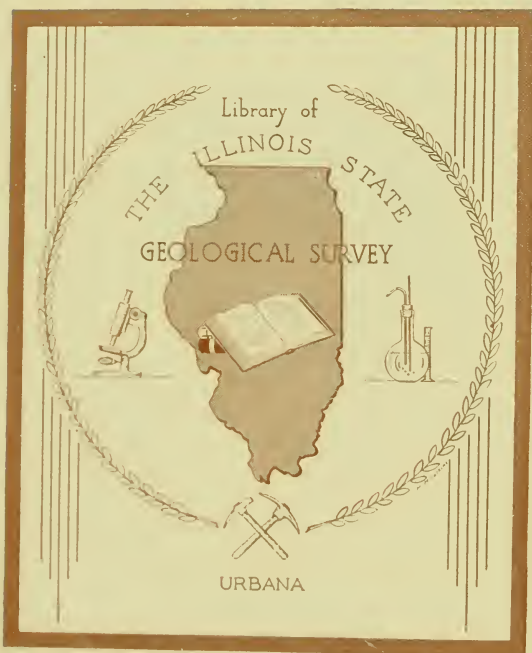 Library of
THE ILLINOIS STATE
GEOLOGICAL SURVEY
URBANA